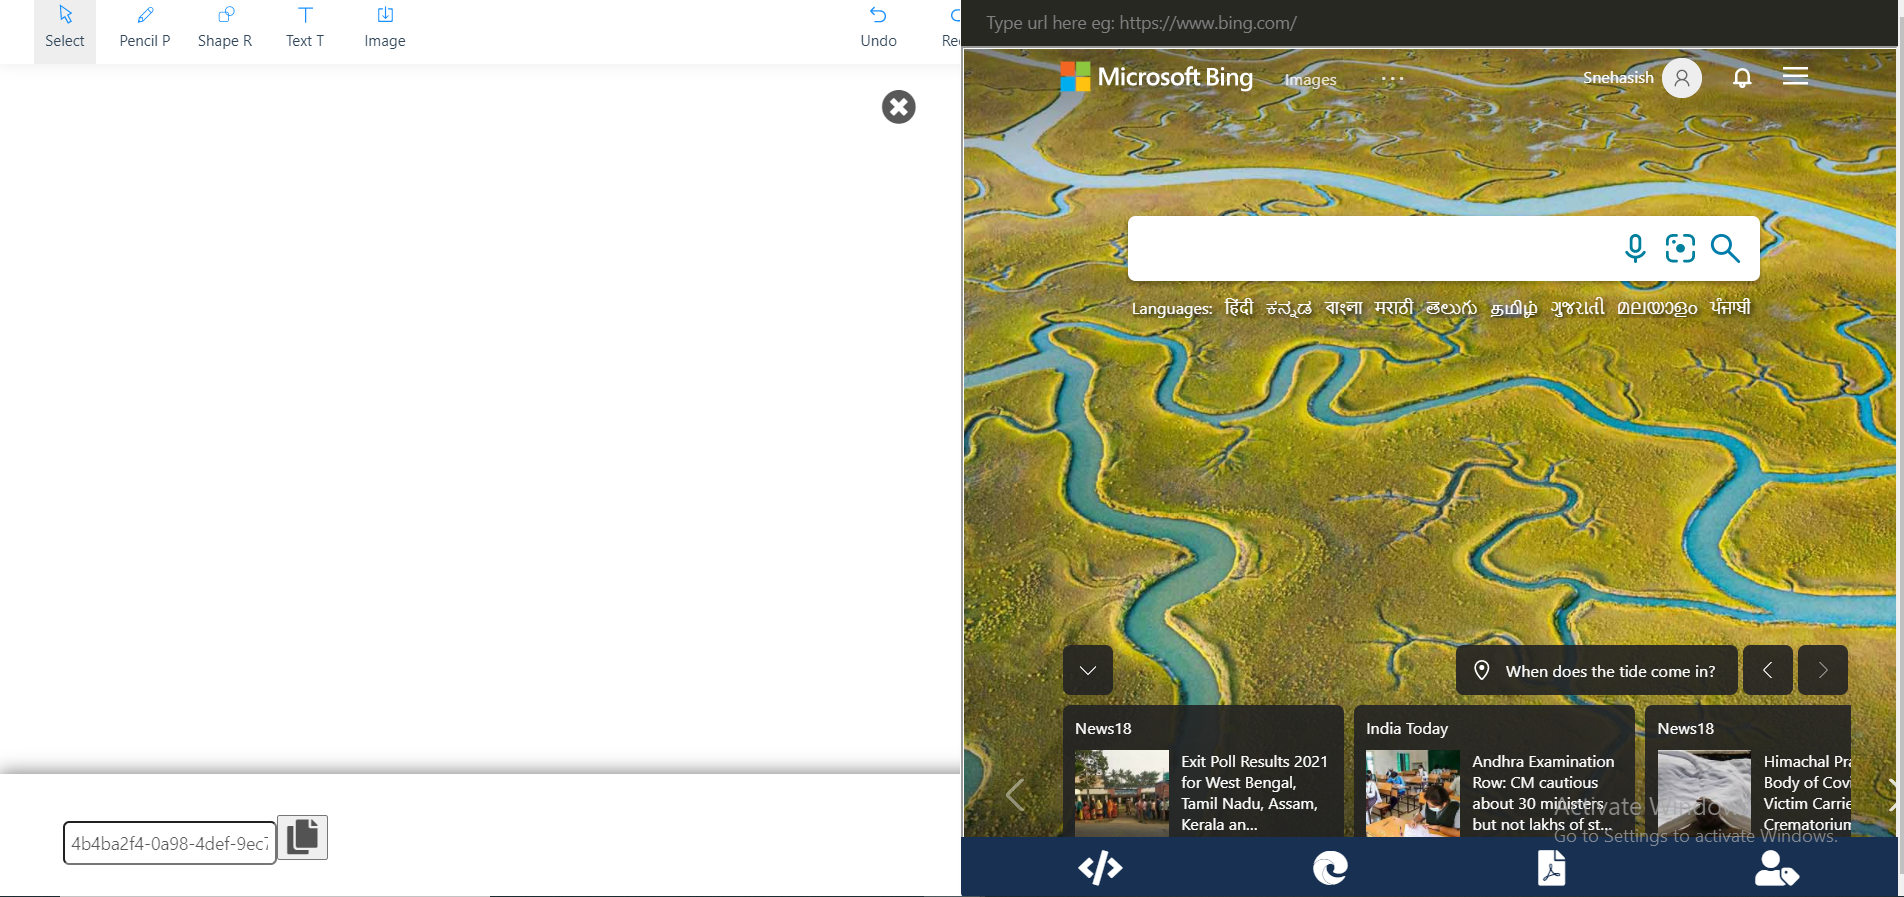 Select
Pencil P
Shape R
Text T
Image
Undo
Type url here eg: https://www.bing.com/
Microsoft Bing
Images
Snehasish
Languages: हिंदी ಕನ್ನಡ বাংলা मराठी తెలుగు தமிழ் ગુજરાતી മലയാളം ਪੰਜਾਬੀ
When does the tide come in?
News18
Exit Poll Results 2021
for West Bengal,
Tamil Nadu, Assam,
Kerala an...
India Today
Andhra Examination
Row: CM cautious
about 30 ministers
but not lakhs of st...
News18
Himachal Pra
Body of Covi
Victim Carrie
Crematorium
Activate Windows
Go to Settings to activate Windows.
4b4ba2f4-0a98-4def-9ec7